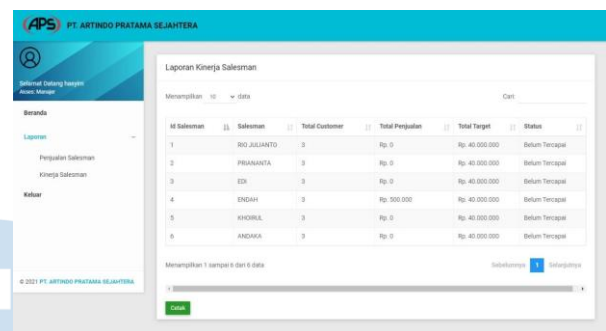 APS PT. ARTINDO PRATAMA SEJAHTERA
Selamat Datang hasyim
Akses: Manajer
Beranda
Laporan
Penjualan Salesman
Kinerja Salesman
Keluar
© 2021 PT. ARTINDO PRATAMA SEJAHTERA
Laporan Kinerja Salesman
Menampilkan 10 data
Cari:
Id Salesman Salesman Total Customer Total Penjualan Total Target Status
1 RIO JULIANTO 3 Rp. 0 Rp. 40.000.000 Belum Tercapai
2 PRIANANTA 3 Rp. 0 Rp. 40.000.000 Belum Tercapai
3 EDI 3 Rp. 0 Rp. 40.000.000 Belum Tercapai
4 ENDAH 3 Rp. 500.000 Rp. 40.000.000 Belum Tercapai
5 KHOIRUL 3 Rp. 0 Rp. 40.000.000 Belum Tercapai
6 ANDAKA 3 Rp. 0 Rp. 40.000.000 Belum Tercapai
Menampilkan 1 sampai 6 dari 6 data
Sebelumnya 1 Selanjutnya
Cetak